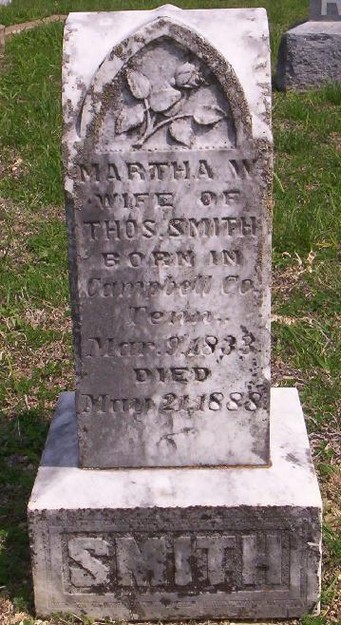 MARTHA W.
WIFE OF
THOS. SMITH
BORN IN
Campbell Co.
Tenn.
Mar. 9, 1833
DIED
May 21, 1888
SMITH